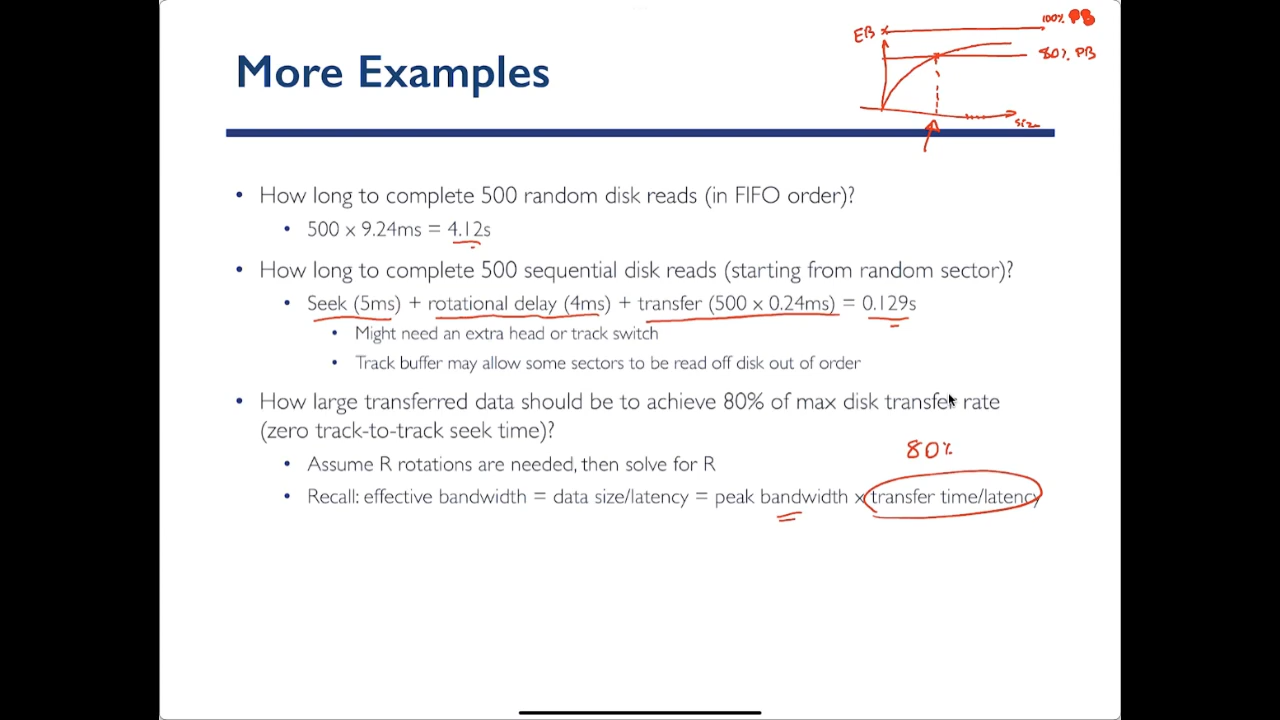 100% PB
EB
80% PB
size
More Examples
• How long to complete 500 random disk reads (in FIFO order)?
• 500 x 9.24ms = 4.12s
• How long to complete 500 sequential disk reads (starting from random sector)?
• Seek (5ms) + rotational delay (4ms) + transfer (500 x 0.24ms) = 0.129s
• Might need an extra head or track switch
• Track buffer may allow some sectors to be read off disk out of order
• How large transferred data should be to achieve 80% of max disk transfer rate
(zero track-to-track seek time)?
80%
• Assume R rotations are needed, then solve for R
• Recall: effective bandwidth = data size/latency = peak bandwidth x transfer time/latency